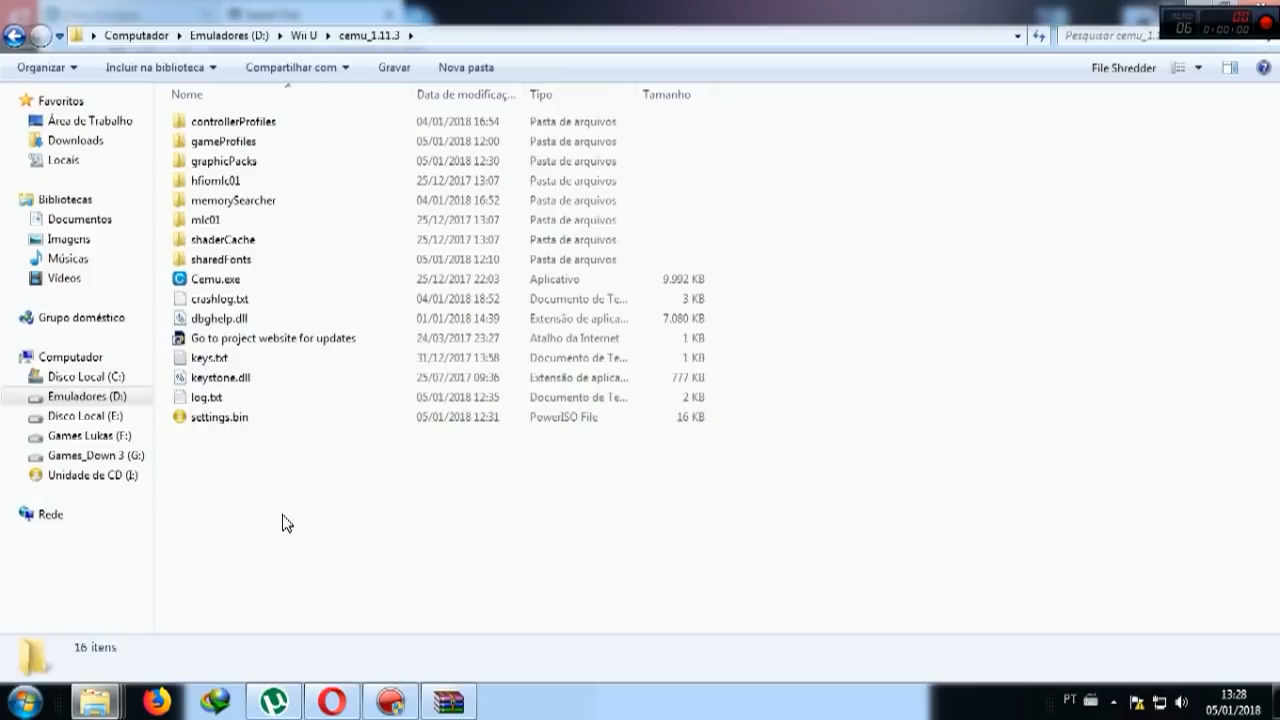 Computador ▸ Emuladores (D:) ▸ Wii U ▸ cemu_1.11.3 ▸
Pesquisar cemu_1.
06 00 0:00:00
Organizar Incluir na biblioteca Compartilhar com Gravar Nova pasta File Shredder
Nome Data de modificaç... Tipo Tamanho
Favoritos
Área de Trabalho
Downloads
Locais
Bibliotecas
Documentos
Imagens
Músicas
Vídeos
Grupo doméstico
Computador
Disco Local (C:)
Emuladores (D:)
Disco Local (E:)
Games Lukas (F:)
Games_Down 3 (G:)
Unidade de CD (I:)
Rede
controllerProfiles 04/01/2018 16:54 Pasta de arquivos
gameProfiles 05/01/2018 12:00 Pasta de arquivos
graphicPacks 05/01/2018 12:30 Pasta de arquivos
hfiomlc01 25/12/2017 13:07 Pasta de arquivos
memorySearcher 04/01/2018 16:52 Pasta de arquivos
mlc01 25/12/2017 13:07 Pasta de arquivos
shaderCache 25/12/2017 13:07 Pasta de arquivos
sharedFonts 05/01/2018 12:10 Pasta de arquivos
Cemu.exe 25/12/2017 22:03 Aplicativo 9.992 KB
crashlog.txt 04/01/2018 18:52 Documento de Te... 3 KB
dbghelp.dll 01/01/2018 14:39 Extensão de aplica... 7.080 KB
Go to project website for updates 24/03/2017 23:27 Atalho da Internet 1 KB
keys.txt 31/12/2017 13:58 Documento de Te... 1 KB
keystone.dll 25/07/2017 09:36 Extensão de aplica... 777 KB
log.txt 05/01/2018 12:35 Documento de Te... 2 KB
settings.bin 05/01/2018 12:31 PowerISO File 16 KB
16 itens
PT
13:28
05/01/2018